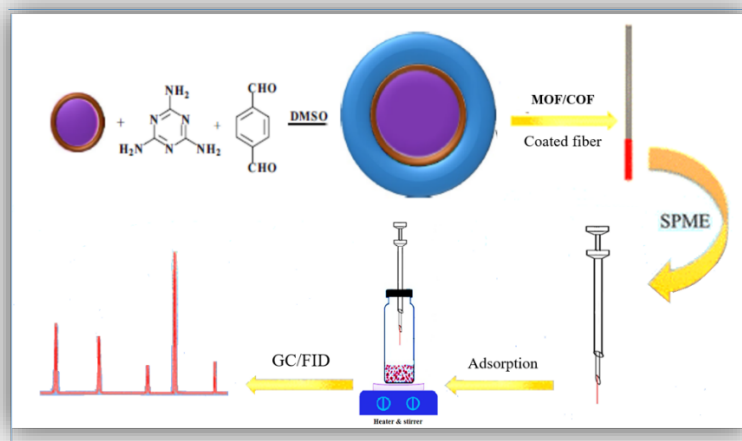 NH₂
N
N
H₂N
N
NH₂
+
+
CHO
CHO
DMSO
MOF/COF
Coated fiber
SPME
Adsorption
GC/FID
Heater & stirrer